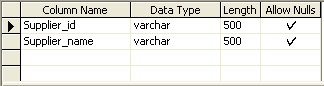 Column Name Data Type Length Allow Nulls
Supplier_id varchar 500 ✓
Supplier_name varchar 500 ✓